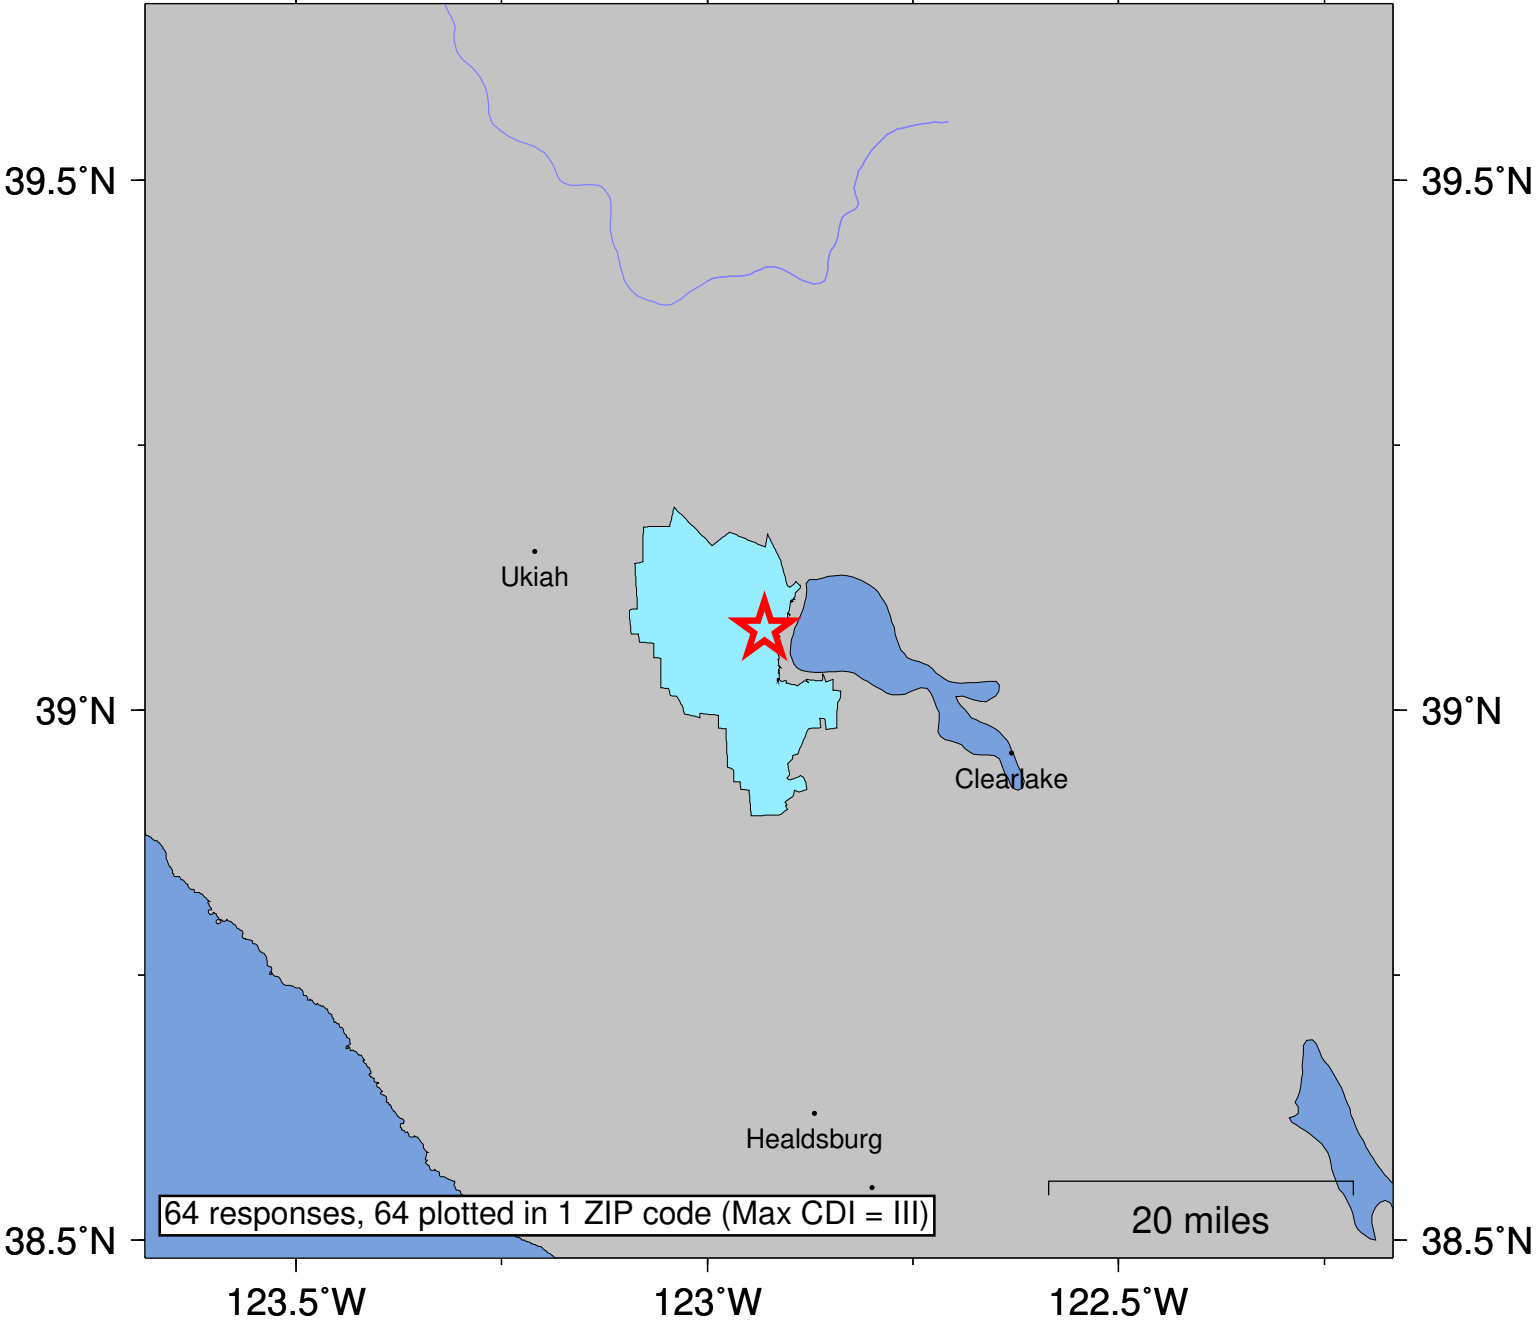 39.5˚N
39.5˚N
Ukiah
39˚N
39˚N
Clearlake
Healdsburg
64 responses, 64 plotted in 1 ZIP code (Max CDI = III)
20 miles
38.5˚N
38.5˚N
123.5˚W
123˚W
122.5˚W